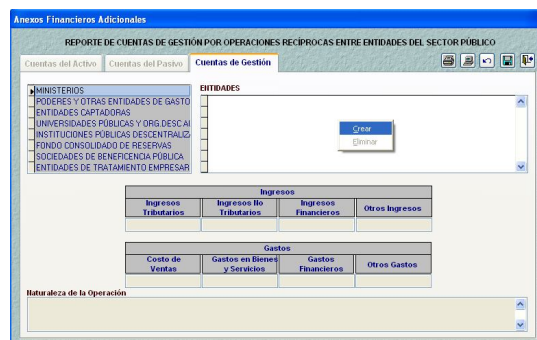 Anexos Financieros Adicionales
REPORTE DE CUENTAS DE GESTIÓN POR OPERACIONES RECÍPROCAS ENTRE ENTIDADES DEL SECTOR PÚBLICO
Cuentas del Activo Cuentas del Pasivo Cuentas de Gestión
MINISTERIOS
PODERES Y OTRAS ENTIDADES DE GASTO
ENTIDADES CAPTADORAS
UNIVERSIDADES PÚBLICAS Y ORG.DESC AI
INSTITUCIONES PÚBLICAS DESCENTRALIZ
FONDO CONSOLIDADO DE RESERVAS
SOCIEDADES DE BENEFICENCIA PÚBLICA
ENTIDADES DE TRATAMIENTO EMPRESAR
ENTIDADES
Crear
Eliminar
Ingresos
Ingresos Tributarios
Ingresos No Tributarios
Ingresos Financieros
Otros Ingresos
Gastos
Costo de Ventas
Gastos en Bienes y Servicios
Gastos Financieros
Otros Gastos
Naturaleza de la Operación